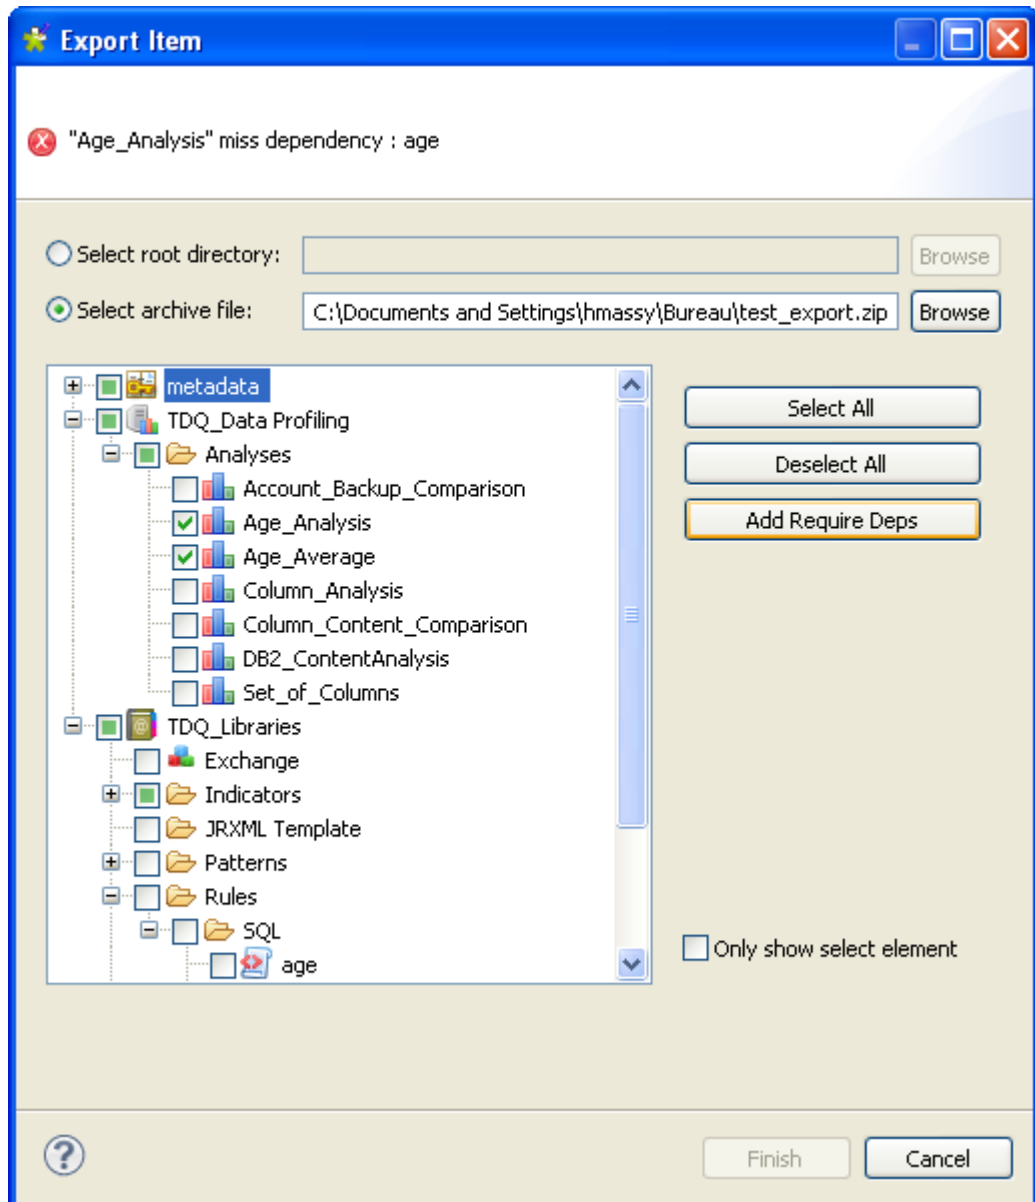 Export Item
"Age_Analysis" miss dependency : age
Select root directory:
Browse
Select archive file:
C:\Documents and Settings\hmassy\Bureau\test_export.zip
Browse
metadata
TDQ_Data Profiling
Analyses
Account_Backup_Comparison
Age_Analysis
Age_Average
Column_Analysis
Column_Content_Comparison
DB2_ContentAnalysis
Set_of_Columns
TDQ_Libraries
Exchange
Indicators
JRXML Template
Patterns
Rules
SQL
age
Select All
Deselect All
Add Require Deps
Only show select element
Finish
Cancel